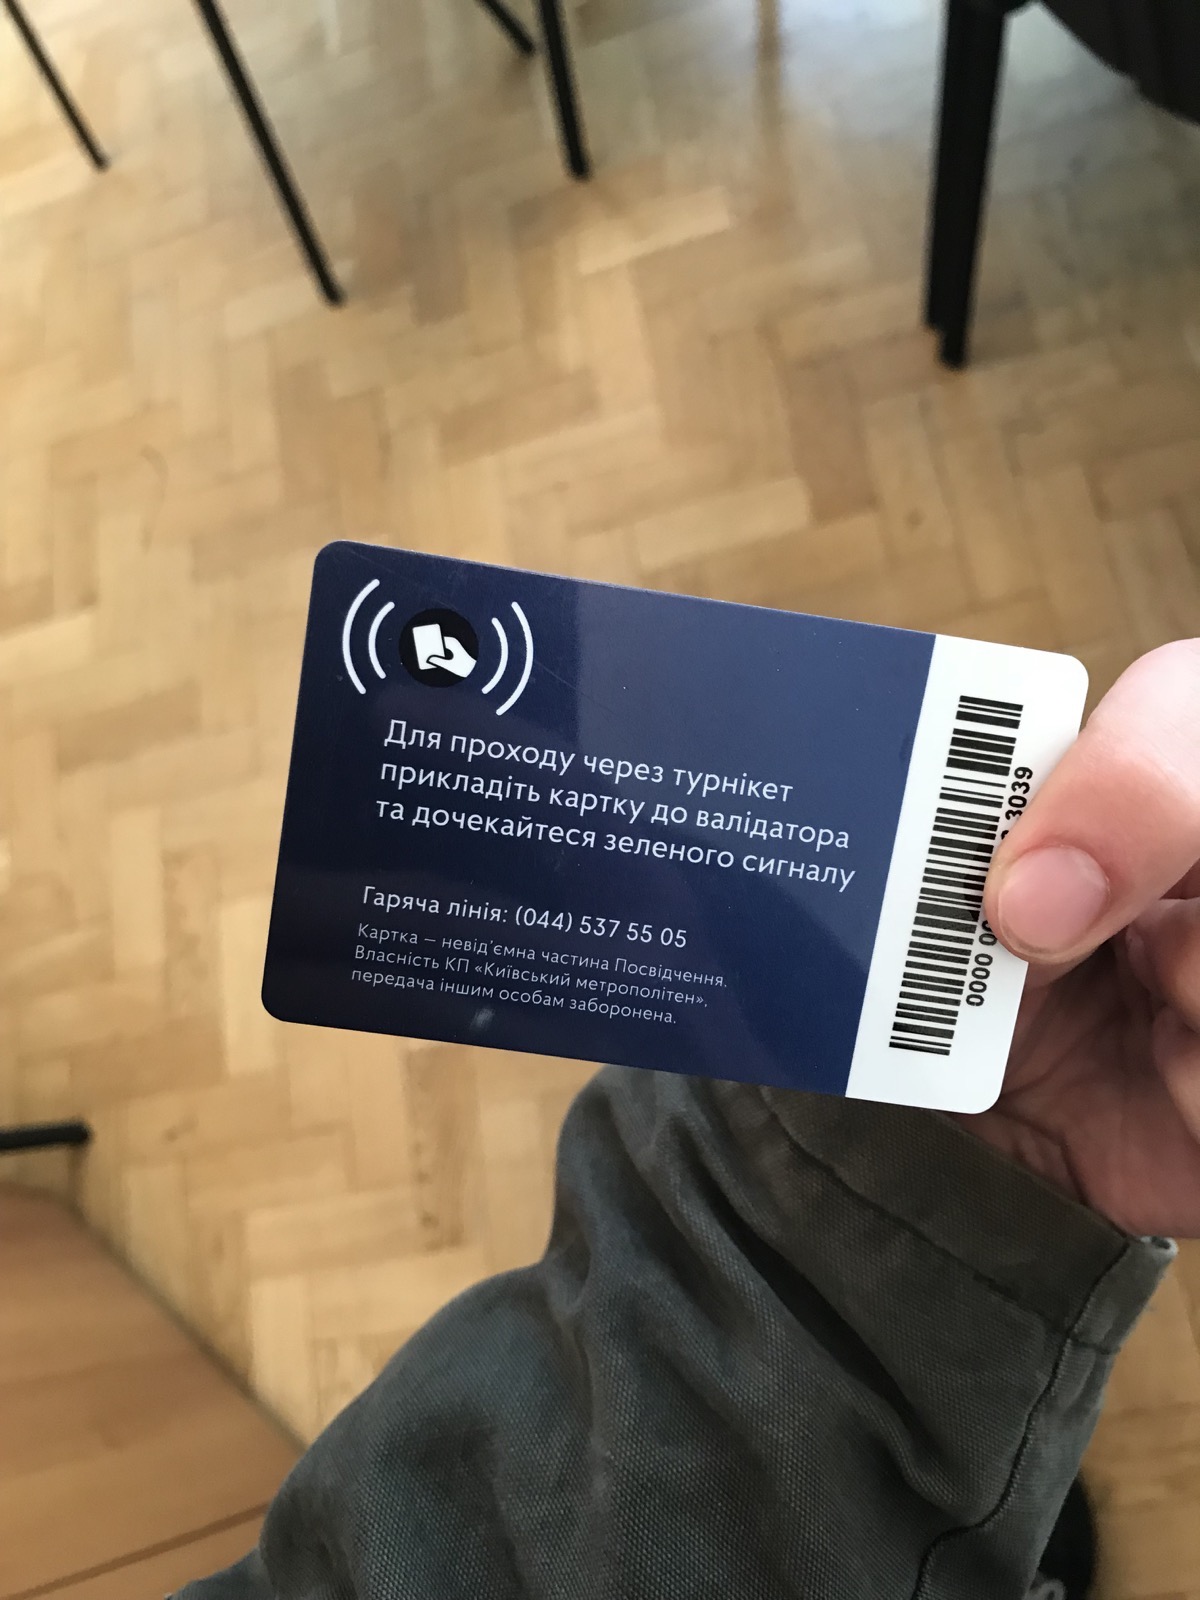 Для проходу через турнікет
прикладіть картку до валідатора
та дочекайтеся зеленого сигналу
Гаряча лінія: (044) 537 55 05
Картка – невід'ємна частина Посвідчення.
Власність КП «Київський метрополітен»,
передача іншим особам заборонена.
0000 3039